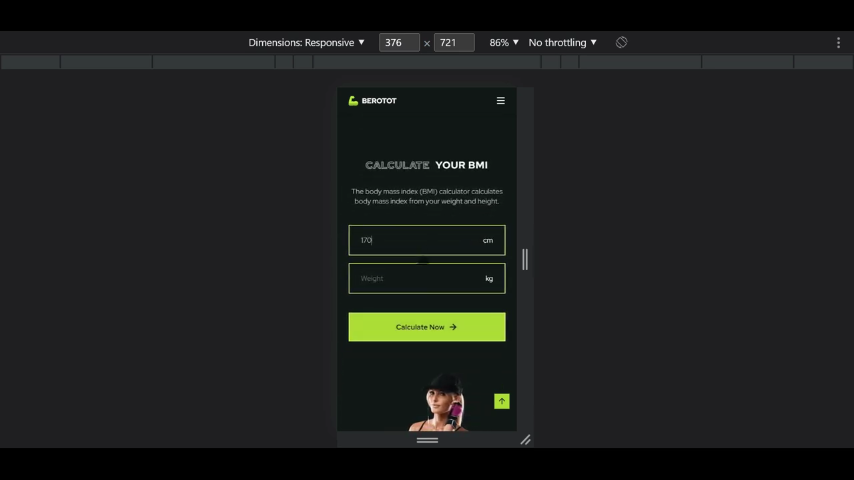 Dimensions: Responsive 376 × 721 86% No throttling
BEROTOT
CALCULATE YOUR BMI
The body mass index (BMI) calculator calculates
body mass index from your weight and height.
170 cm
Weight kg
Calculate Now